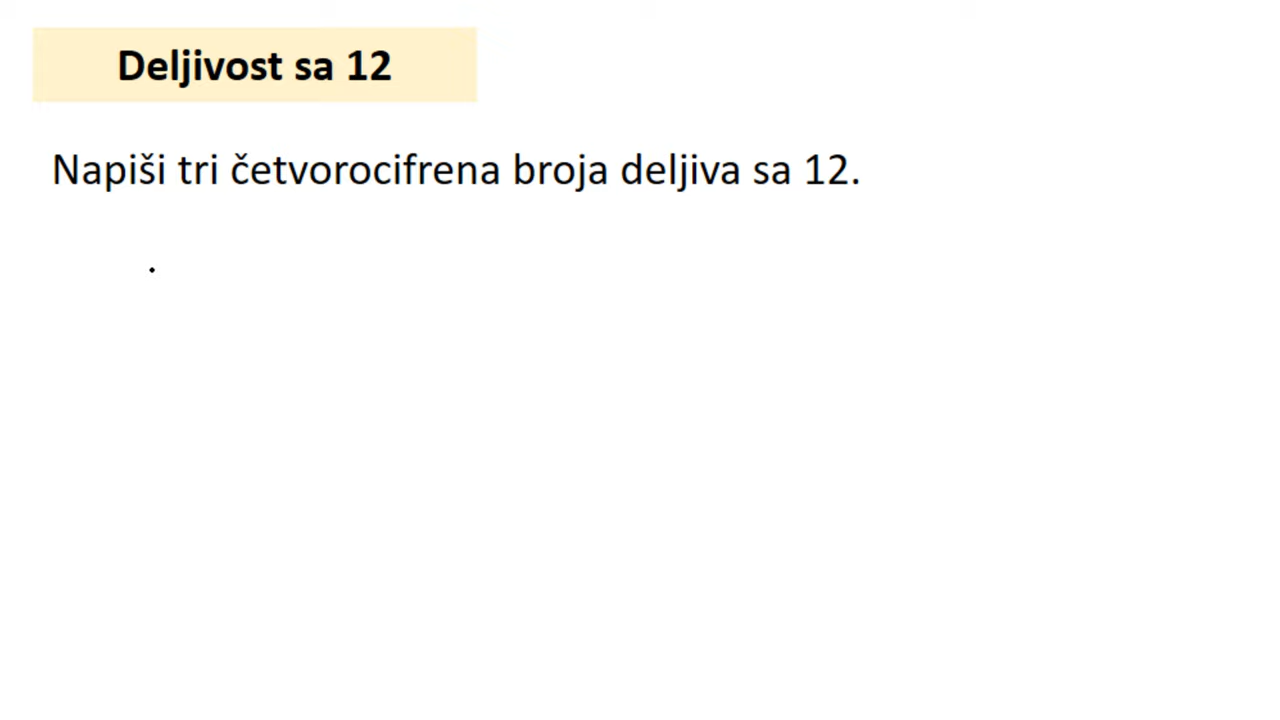 Deljivost sa 12
Napiši tri četvorocifrena broja deljiva sa 12.